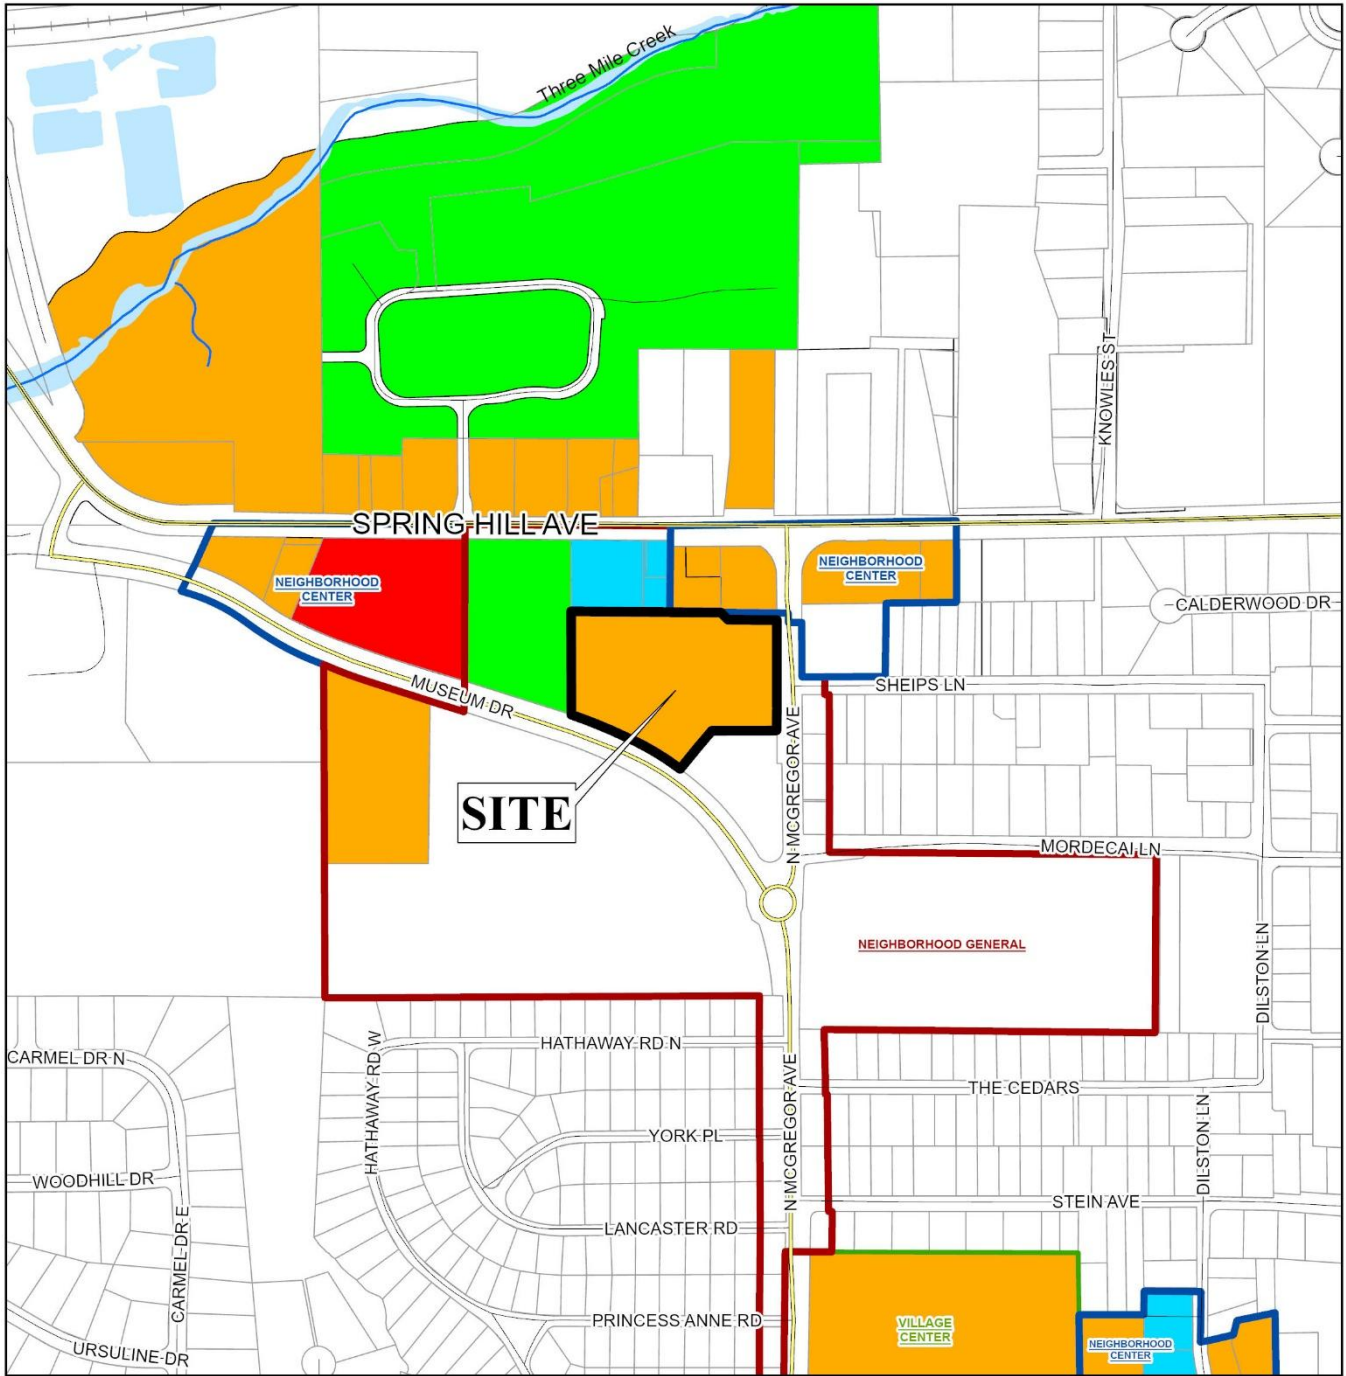 Three Mile Creek
KNOWLES ST
SPRING HILL AVE
NEIGHBORHOOD
CENTER
NEIGHBORHOOD
CENTER
CALDERWOOD DR
SHEIPS LN
MUSEUM DR
N MCGREGOR AVE
SITE
MORDECAI LN
NEIGHBORHOOD GENERAL
DILSTON LN
HATHAWAY RD N
CARMEL DR N
HATHAWAY RD W
N MCGREGOR AVE
THE CEDARS
YORK PL
DILSTON LN
WOODHILL DR
STEIN AVE
CARMEL DR E
LANCASTER RD
PRINCESS ANNE RD
VILLAGE
CENTER
NEIGHBORHOOD
CENTER
URSULINE DR